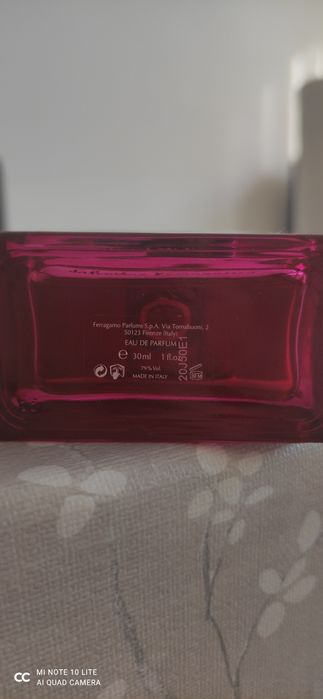 Ferragamo Parfums S.p.A. Via Tornabuoni, 2
50123 Firenze (Italy)
EAU DE PARFUM
℮ 30ml 1 fl.oz
79% Vol.
MADE IN ITALY
20J50E1
MI NOTE 10 LITE
AI QUAD CAMERA